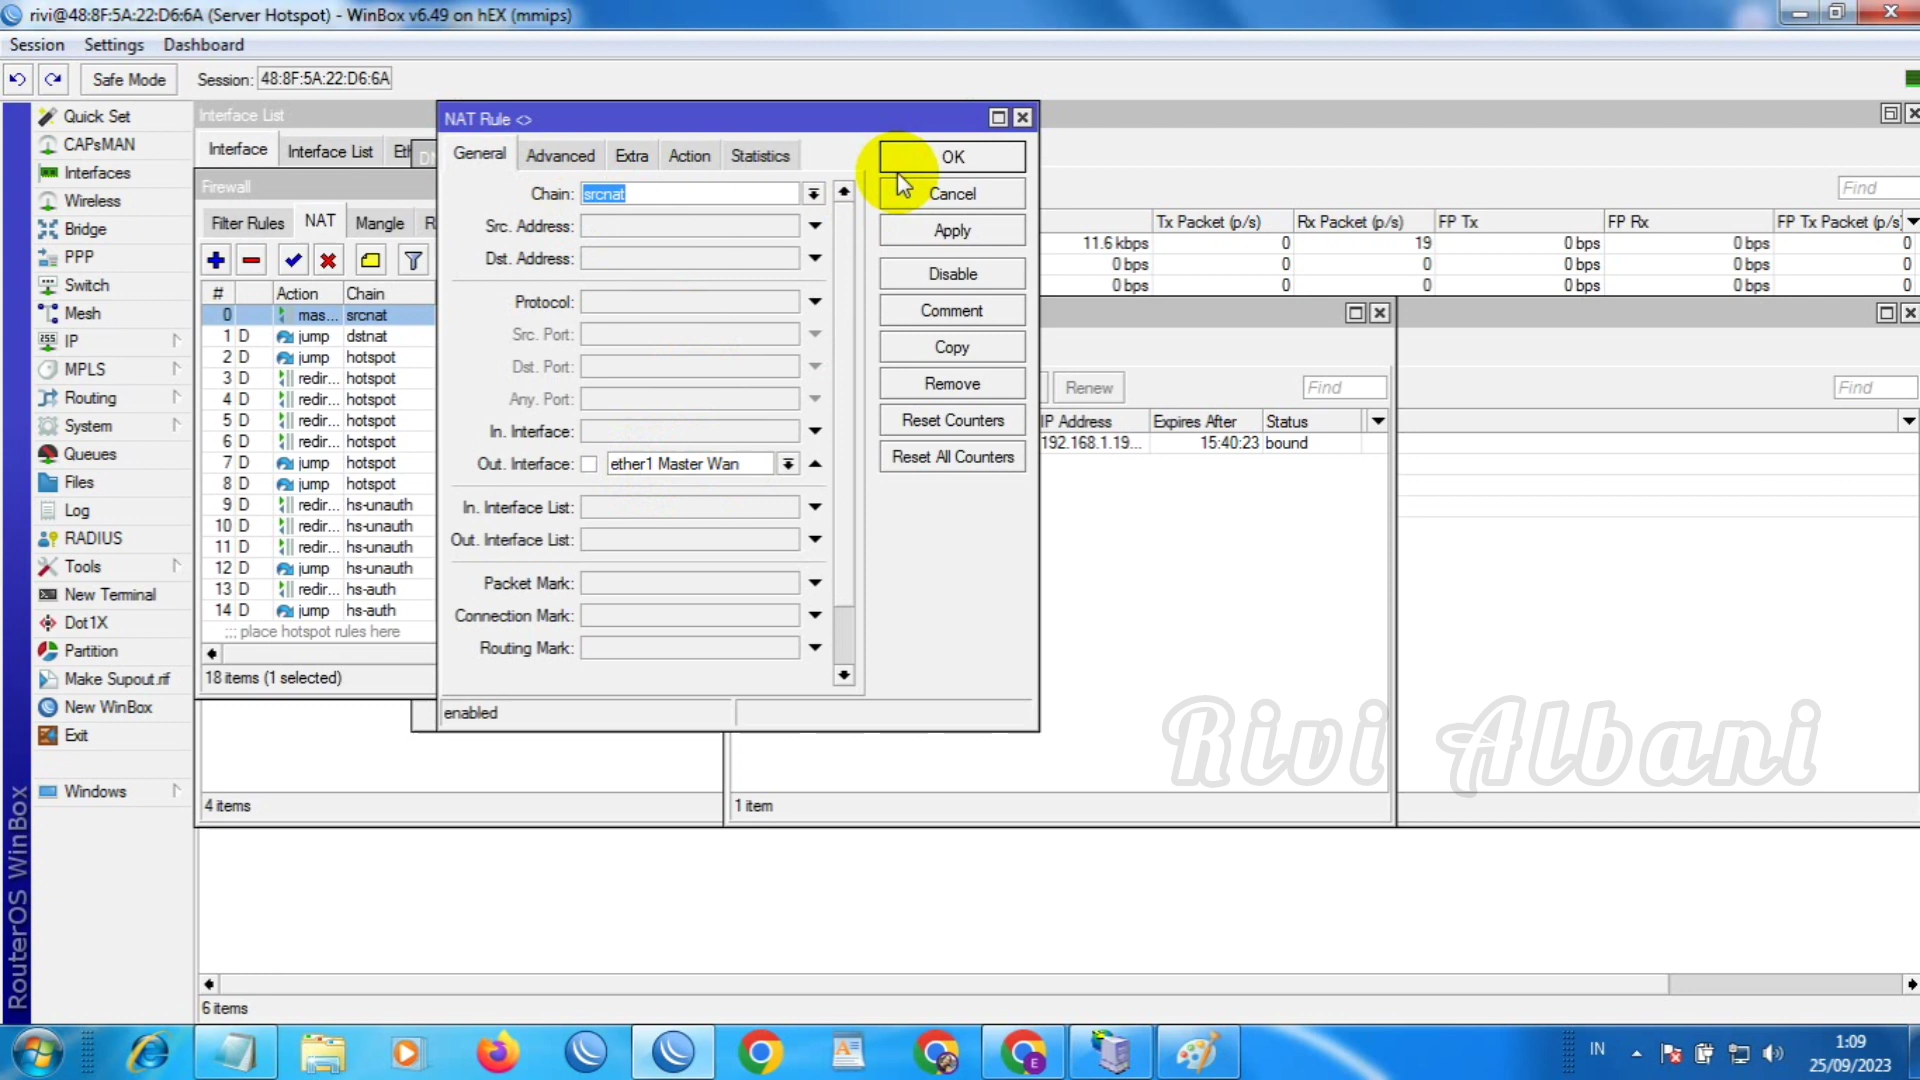 rivi@48:8F:5A:22:D6:6A (Server Hotspot) - WinBox v6.49 on hEX (mmips)
Session Settings Dashboard
Safe Mode Session: 48:8F:5A:22:D6:6A
Quick Set
CAPsMAN
Interfaces
Wireless
Bridge
PPP
Switch
Mesh
IP
MPLS
Routing
System
Queues
Files
Log
RADIUS
Tools
New Terminal
Dot1X
Partition
Make Supout.rif
New WinBox
Exit
Windows
RouterOS WinBox
Interface List
Interface Interface List
Firewall
Filter Rules NAT Mangle
# Action Chain
0 mas... srcnat
1 D jump dstnat
2 D jump hotspot
3 D redir... hotspot
4 D redir... hotspot
5 D redir... hotspot
6 D redir... hotspot
7 D jump hotspot
8 D jump hotspot
9 D redir... hs-unauth
10 D redir... hs-unauth
11 D redir... hs-unauth
12 D jump hs-unauth
13 D redir... hs-auth
14 D jump hs-auth
::: place hotspot rules here
18 items (1 selected)
NAT Rule <>
General Advanced Extra Action Statistics
Chain: srcnat
Src. Address:
Dst. Address:
Protocol:
Src. Port:
Dst. Port:
Any. Port:
In. Interface:
Out. Interface: ether1 Master Wan
In. Interface List:
Out. Interface List:
Packet Mark:
Connection Mark:
Routing Mark:
enabled
OK
Cancel
Apply
Disable
Comment
Copy
Remove
Reset Counters
Reset All Counters
Find
Tx Packet (p/s) Rx Packet (p/s) FP Tx FP Rx FP Tx Packet (p/s)
11.6 kbps 0 19 0 bps 0 bps 0
0 bps 0 0 0 bps 0 bps 0
0 bps 0 0 0 bps 0 bps 0
Renew Find
IP Address Expires After Status
192.168.1.19... 15:40:23 bound
Find
Rivi Albani
4 items
1 item
6 items
IN
1:09
25/09/2023